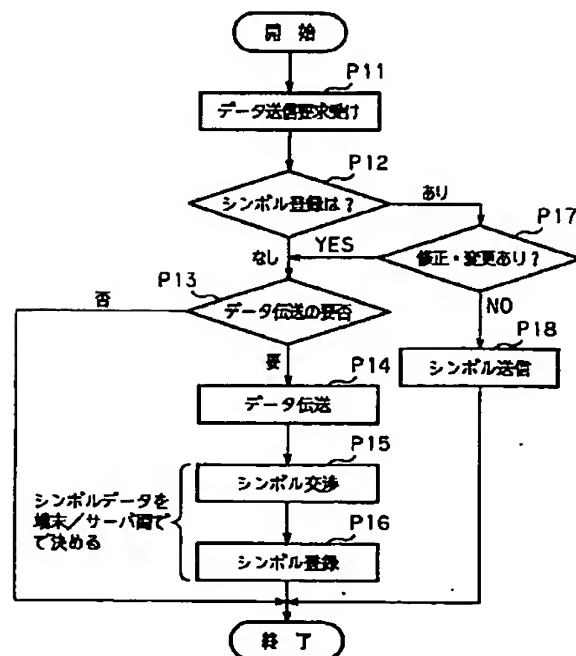 開始
P11
データ送信要求受け
P12
シンボル登録は?
あり
P17
なし
YES
修正・変更あり?
P13
否
データ伝送の要否
NO
P18
シンボル送信
要
P14
データ伝送
P15
シンボル交渉
シンボルデータを
端末/サーバ間で
で決める
P16
シンボル登録
終了